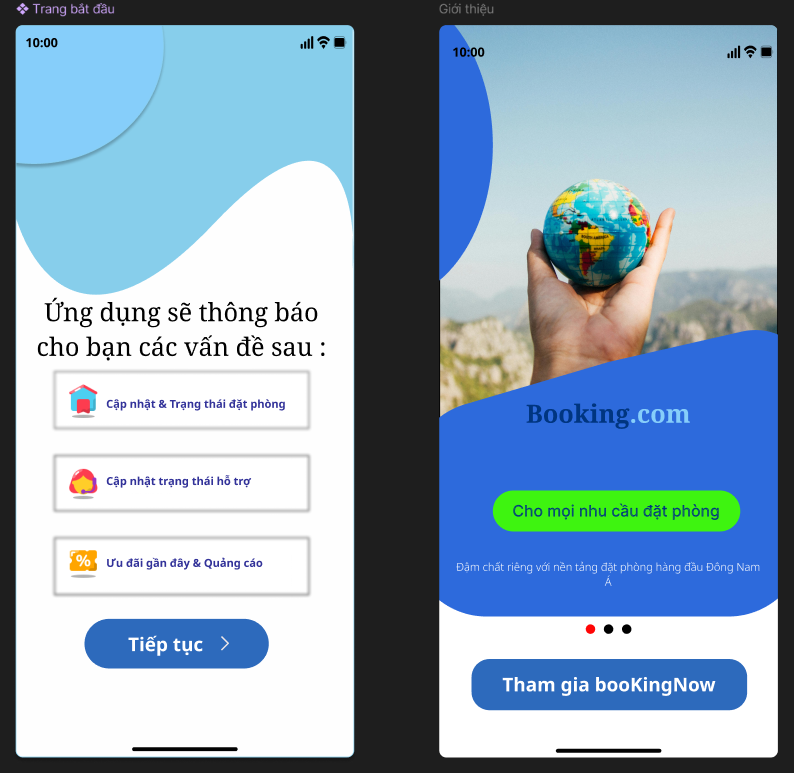 Trang bắt đầu
10:00
Ứng dụng sẽ thông báo
cho bạn các vấn đề sau :
Cập nhật & Trạng thái đặt phòng
Cập nhật trạng thái hỗ trợ
%
Ưu đãi gần đây & Quảng cáo
Tiếp tục
Giới thiệu
10:00
SOUTH AMERICA
Booking.com
Cho mọi nhu cầu đặt phòng
Đậm chất riêng với nền tảng đặt phòng hàng đầu Đông Nam
Á
Tham gia booKingNow